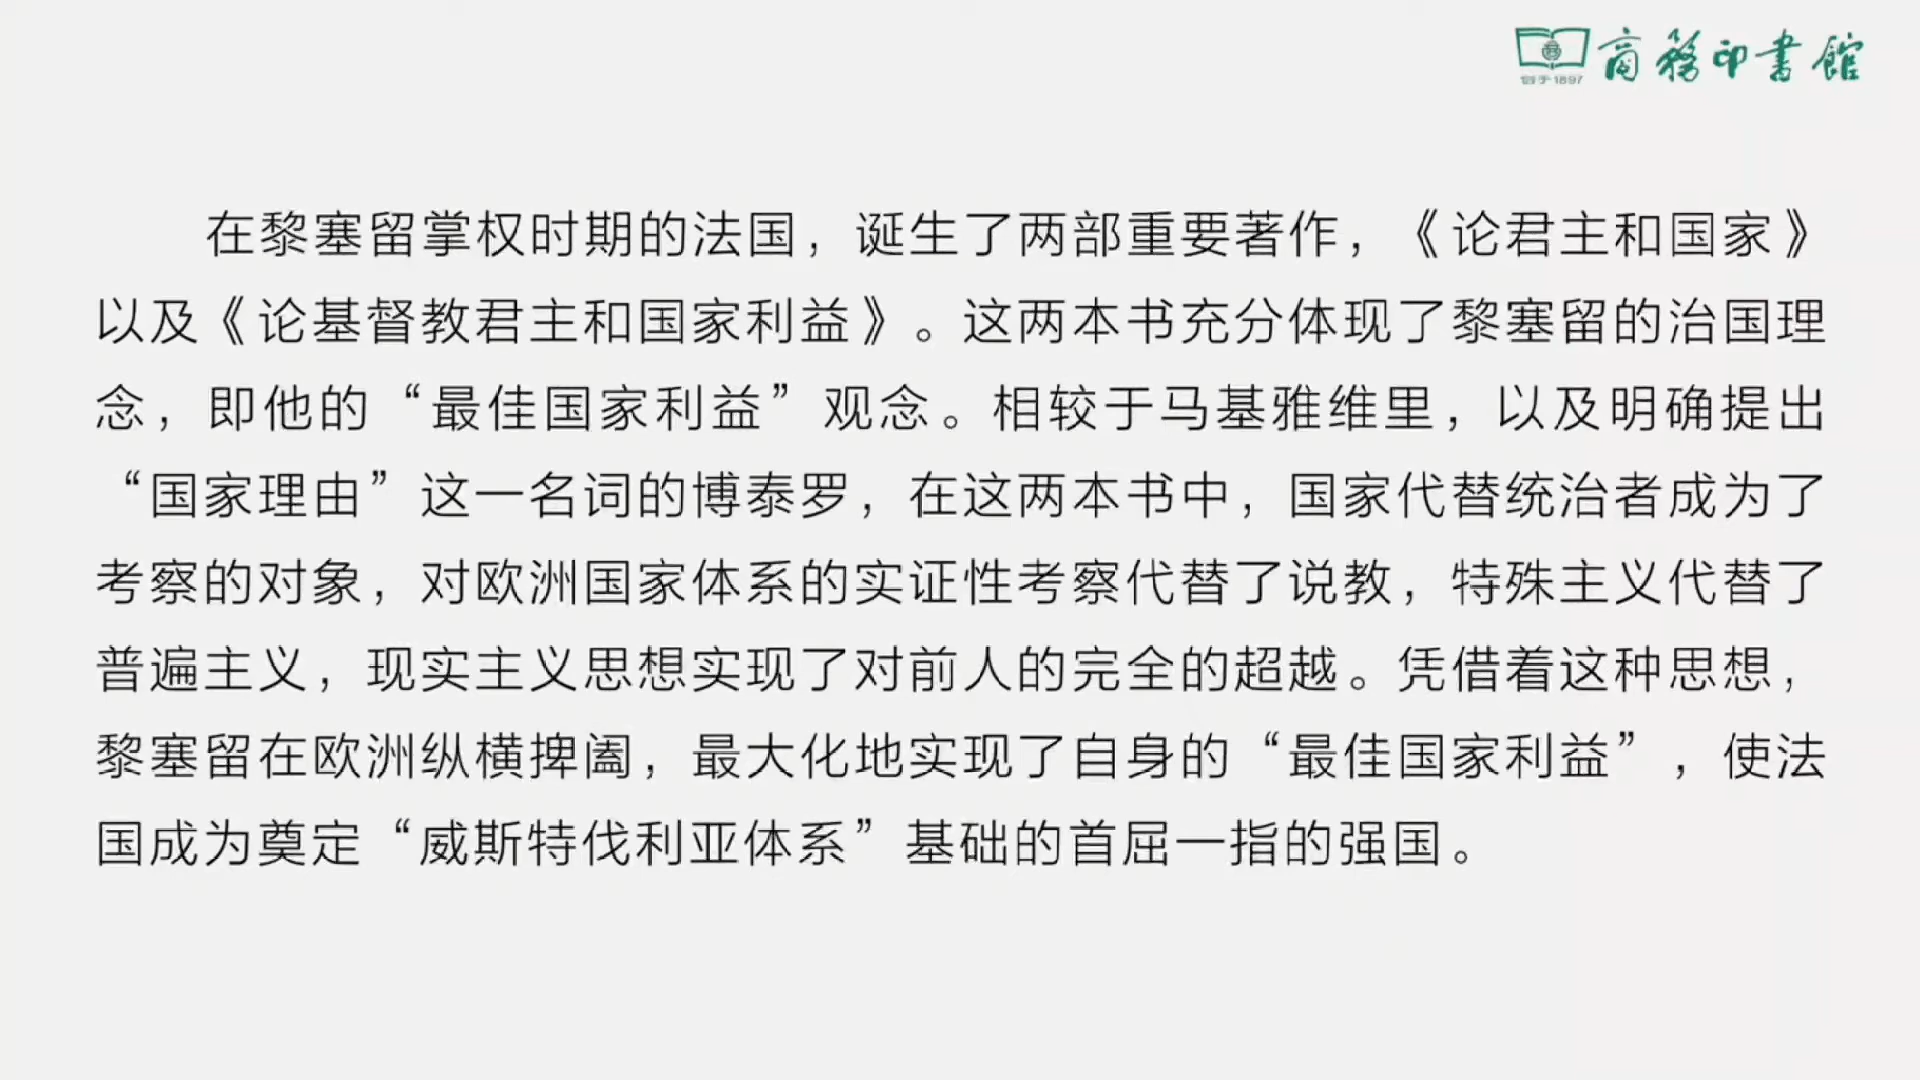 创于1897
商務印書館
在黎塞留掌权时期的法国，诞生了两部重要著作，《论君主和国家》
以及《论基督教君主和国家利益》。这两本书充分体现了黎塞留的治国理
念，即他的“最佳国家利益”观念。相较于马基雅维里，以及明确提出
“国家理由”这一名词的博泰罗，在这两本书中，国家代替统治者成为了
考察的对象，对欧洲国家体系的实证性考察代替了说教，特殊主义代替了
普遍主义，现实主义思想实现了对前人的完全的超越。凭借着这种思想，
黎塞留在欧洲纵横捭阖，最大化地实现了自身的“最佳国家利益”，使法
国成为奠定“威斯特伐利亚体系”基础的首屈一指的强国。